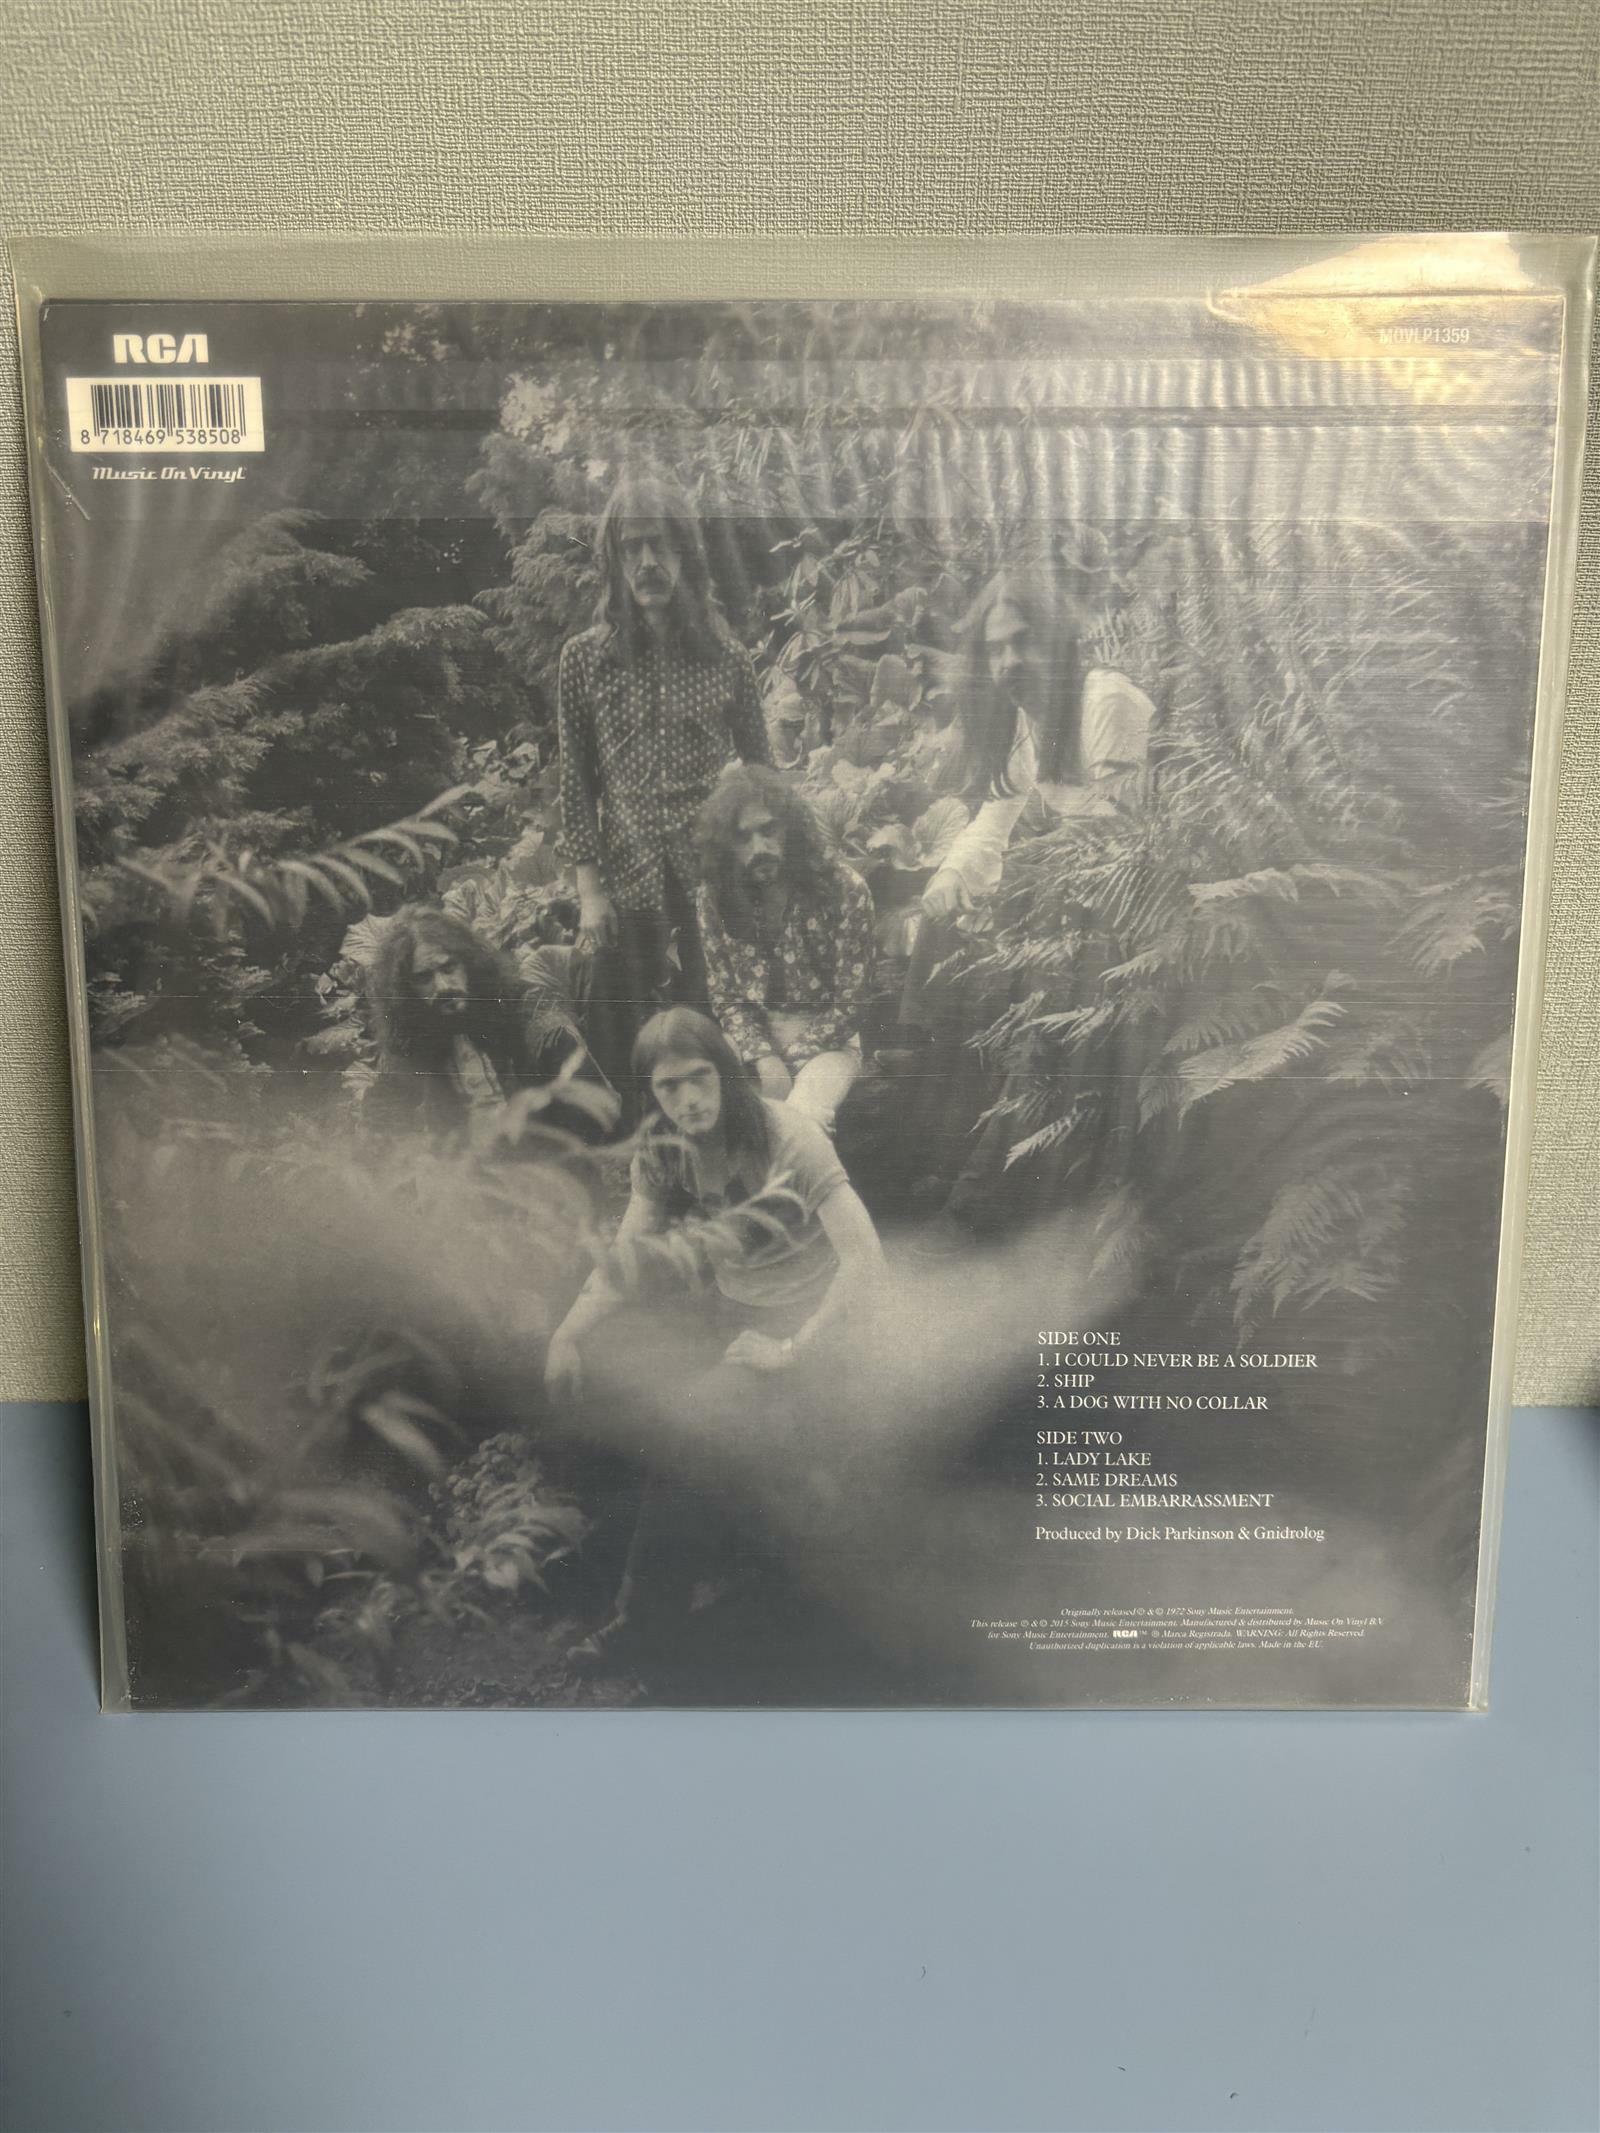 RCA
MOVLP1359
8 718469 538508
Music On Vinyl
SIDE ONE
1. I COULD NEVER BE A SOLDIER
2. SHIP
3. A DOG WITH NO COLLAR
SIDE TWO
1. LADY LAKE
2. SAME DREAMS
3. SOCIAL EMBARRASSMENT
Produced by Dick Parkinson & Gnidrolog
Originally released ℗ & © 1972 Sony Music Entertainment.
This release ℗ & © 2015 Sony Music Entertainment. Manufactured & distributed by Music On Vinyl B.V.
for Sony Music Entertainment. RCA ™ ® Marca Registrada. WARNING: All Rights Reserved.
Unauthorized duplication is a violation of applicable laws. Made in the EU.